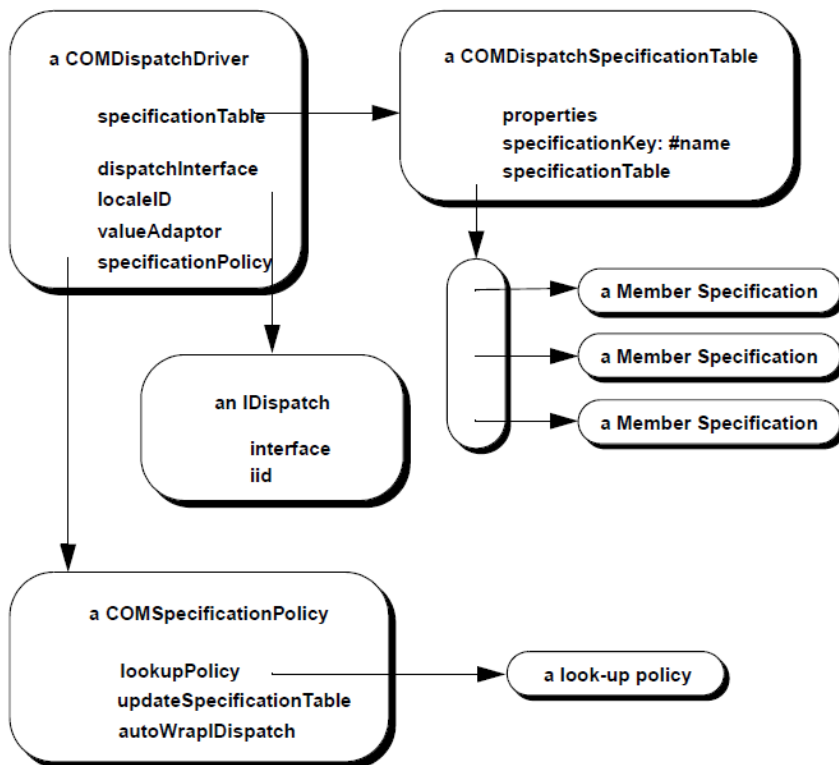 a COMDispatchDriver
specificationTable
dispatchInterface
localeID
valueAdaptor
specificationPolicy
a COMDispatchSpecificationTable
properties
specificationKey: #name
specificationTable
a Member Specification
a Member Specification
a Member Specification
an IDispatch
interface
iid
a COMSpecificationPolicy
lookupPolicy
updateSpecificationTable
autoWrapIDispatch
a look-up policy